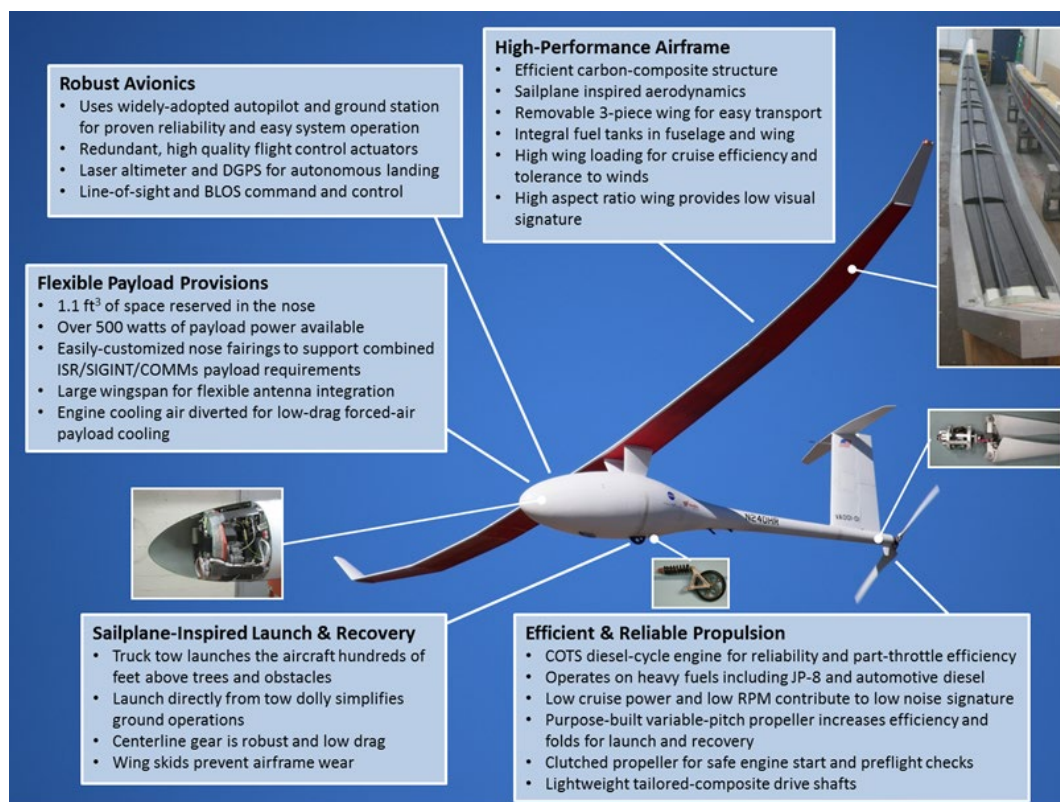 Robust Avionics
• Uses widely-adopted autopilot and ground station
for proven reliability and easy system operation
• Redundant, high quality flight control actuators
• Laser altimeter and DGPS for autonomous landing
• Line-of-sight and BLOS command and control
High-Performance Airframe
• Efficient carbon-composite structure
• Sailplane inspired aerodynamics
• Removable 3-piece wing for easy transport
• Integral fuel tanks in fuselage and wing
• High wing loading for cruise efficiency and
tolerance to winds
• High aspect ratio wing provides low visual
signature
Flexible Payload Provisions
• 1.1 ft³ of space reserved in the nose
• Over 500 watts of payload power available
• Easily-customized nose fairings to support combined
ISR/SIGINT/COMMs payload requirements
• Large wingspan for flexible antenna integration
• Engine cooling air diverted for low-drag forced-air
payload cooling
N240HR
VA001-01
Sailplane-Inspired Launch & Recovery
• Truck tow launches the aircraft hundreds of
feet above trees and obstacles
• Launch directly from tow dolly simplifies
ground operations
• Centerline gear is robust and low drag
• Wing skids prevent airframe wear
Efficient & Reliable Propulsion
• COTS diesel-cycle engine for reliability and part-throttle efficiency
• Operates on heavy fuels including JP-8 and automotive diesel
• Low cruise power and low RPM contribute to low noise signature
• Purpose-built variable-pitch propeller increases efficiency and
folds for launch and recovery
• Clutched propeller for safe engine start and preflight checks
• Lightweight tailored-composite drive shafts